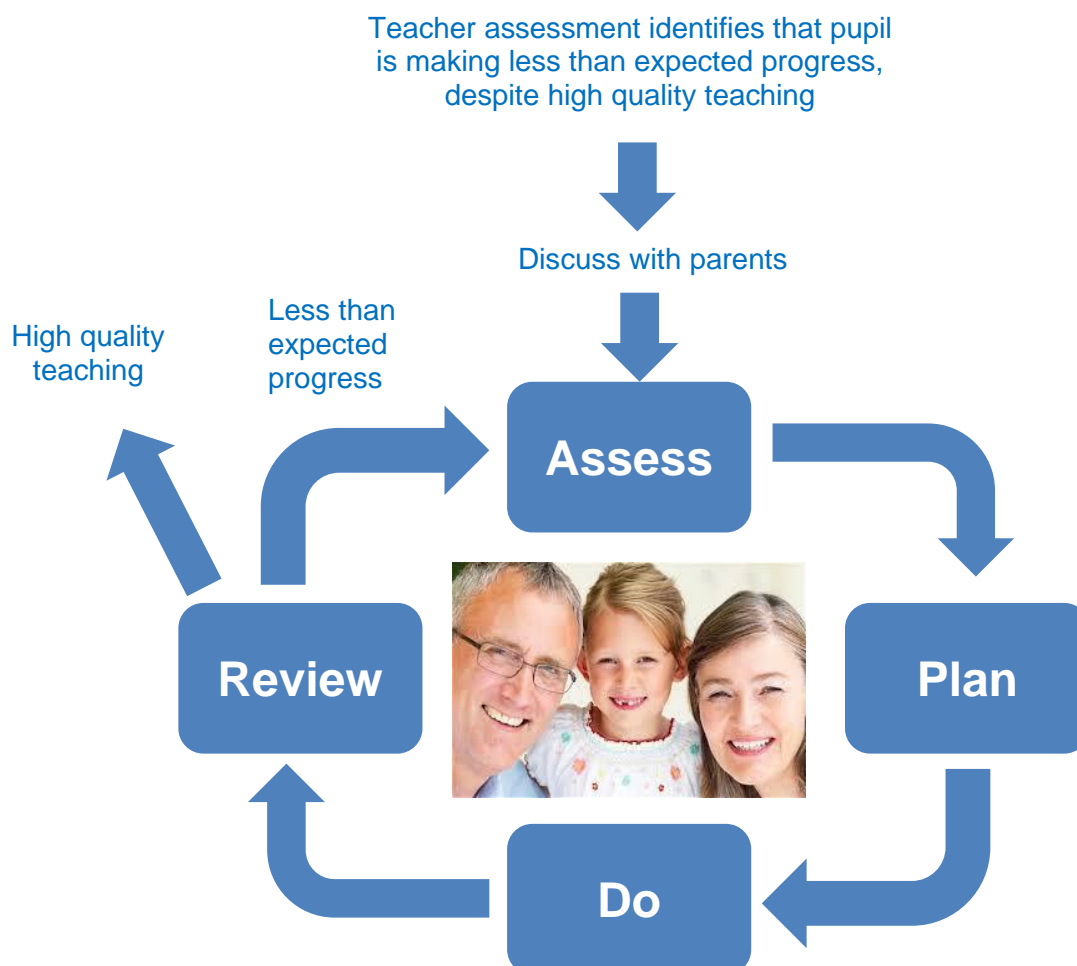 Teacher assessment identifies that pupil
is making less than expected progress,
despite high quality teaching
Discuss with parents
Less than
expected
progress
High quality
teaching
Assess
Review
Plan
Do